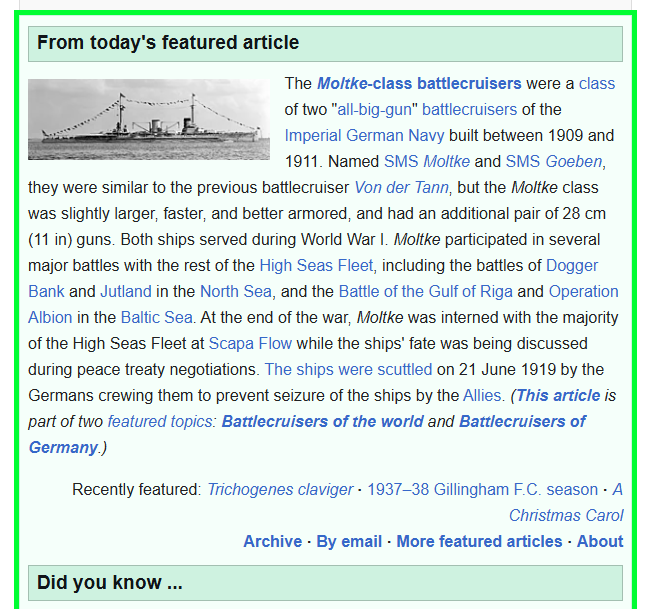 From today's featured article
The Moltke-class battlecruisers were a class
of two "all-big-gun" battlecruisers of the
Imperial German Navy built between 1909 and
1911. Named SMS Moltke and SMS Goeben,
they were similar to the previous battlecruiser Von der Tann, but the Moltke class
was slightly larger, faster, and better armored, and had an additional pair of 28 cm
(11 in) guns. Both ships served during World War I. Moltke participated in several
major battles with the rest of the High Seas Fleet, including the battles of Dogger
Bank and Jutland in the North Sea, and the Battle of the Gulf of Riga and Operation
Albion in the Baltic Sea. At the end of the war, Moltke was interned with the majority
of the High Seas Fleet at Scapa Flow while the ships' fate was being discussed
during peace treaty negotiations. The ships were scuttled on 21 June 1919 by the
Germans crewing them to prevent seizure of the ships by the Allies. (This article is
part of two featured topics: Battlecruisers of the world and Battlecruisers of
Germany.)
Recently featured: Trichogenes claviger · 1937–38 Gillingham F.C. season · A
Christmas Carol
Archive · By email · More featured articles · About
Did you know ...